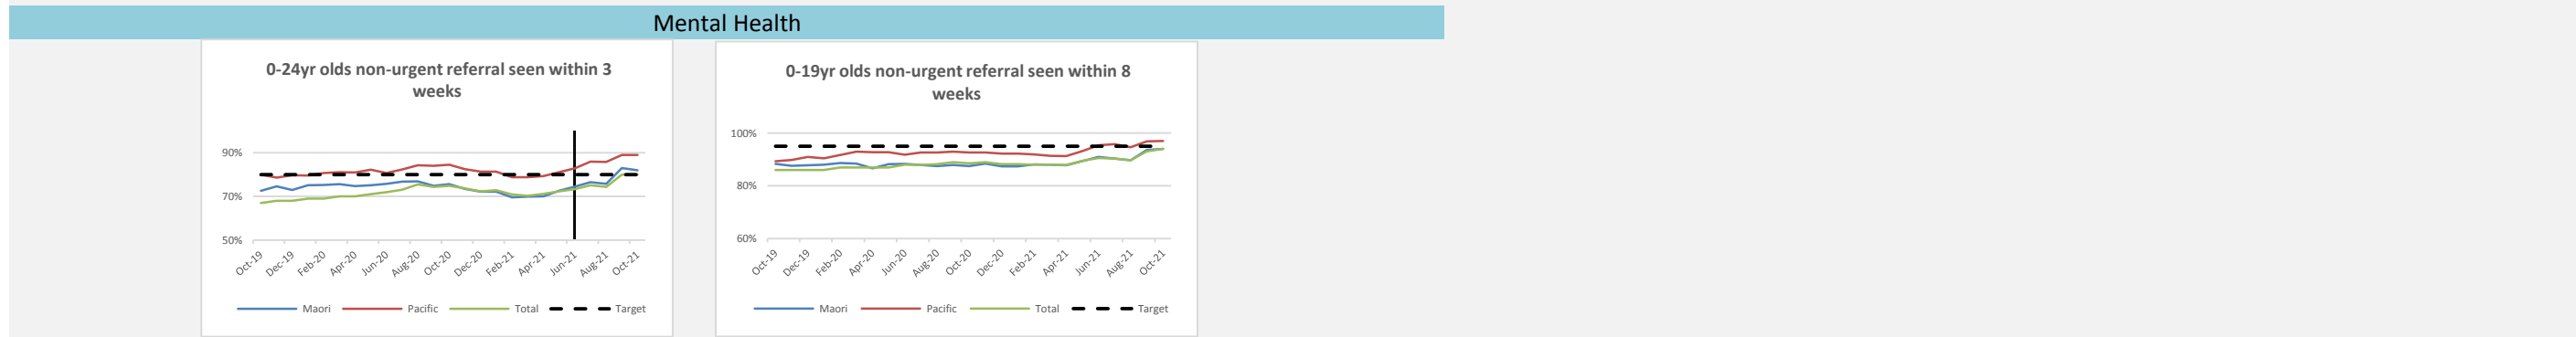 Mental Health
0-24yr olds non-urgent referral seen within 3
weeks
90%
70%
50%
Oct-19
Dec-19
Feb-20
Apr-20
Jun-20
Aug-20
Oct-20
Dec-20
Feb-21
Apr-21
Jun-21
Aug-21
Oct-21
Maori Pacific Total Target
0-19yr olds non-urgent referral seen within 8
weeks
100%
80%
60%
Oct-19
Dec-19
Feb-20
Apr-20
Jun-20
Aug-20
Oct-20
Dec-20
Feb-21
Apr-21
Jun-21
Aug-21
Oct-21
Maori Pacific Total Target